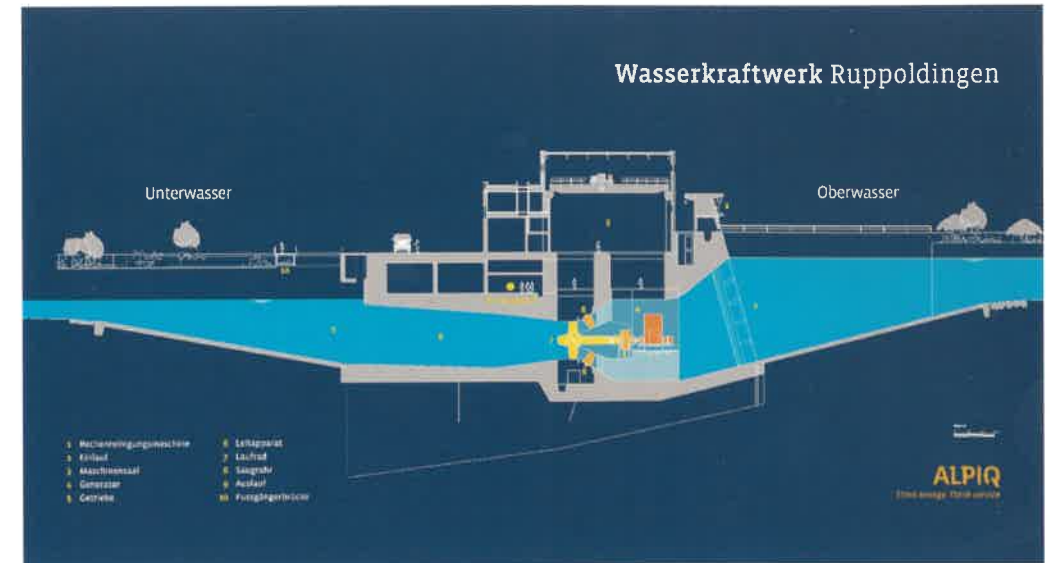 Wasserkraftwerk Ruppoldingen
Unterwasser
Oberwasser
1 Rechenreinigungsmaschine
2 Einlauf
3 Maschinensaal
4 Generator
5 Getriebe
6 Leitapparat
7 Laufrad
8 Saugrohr
9 Auslauf
10 Fussgängerbrücke
ALPIQ